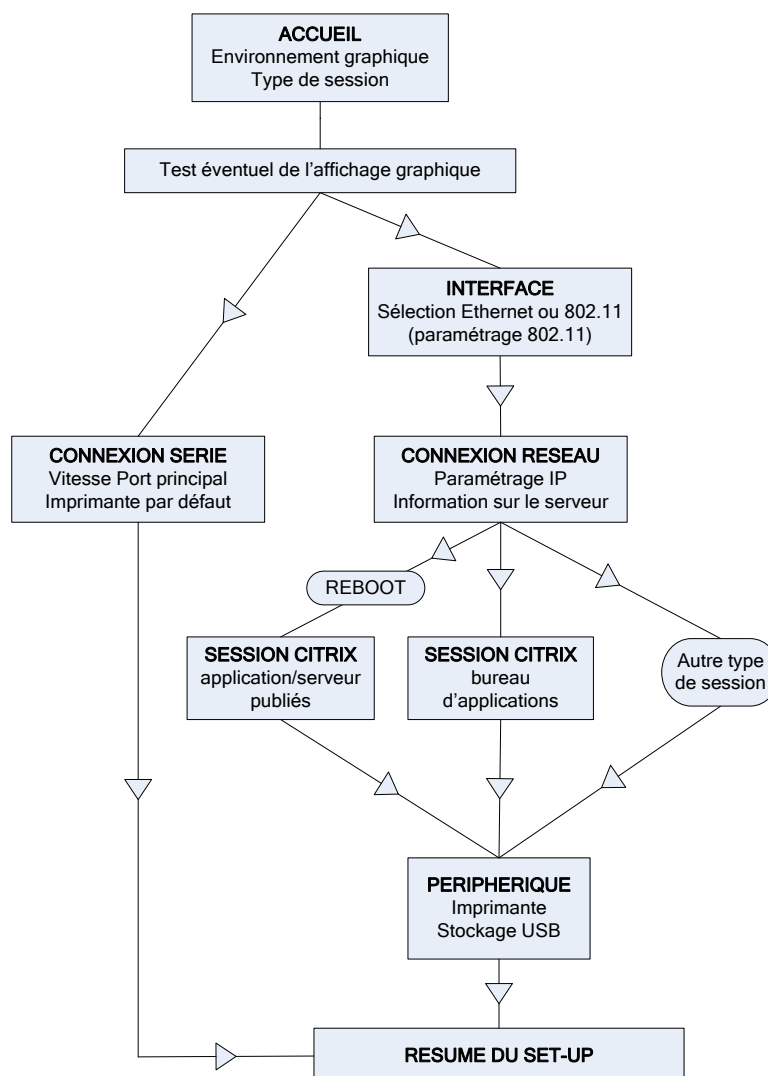 ACCUEIL
Environnement graphique
Type de session
Test éventuel de l'affichage graphique
INTERFACE
Sélection Ethernet ou 802.11
(paramétrage 802.11)
CONNEXION SERIE
Vitesse Port principal
Imprimante par défaut
CONNEXION RESEAU
Paramétrage IP
Information sur le serveur
REBOOT
SESSION CITRIX
application/serveur
publiés
SESSION CITRIX
bureau
d'applications
Autre type
de session
PERIPHERIQUE
Imprimante
Stockage USB
RESUME DU SET-UP